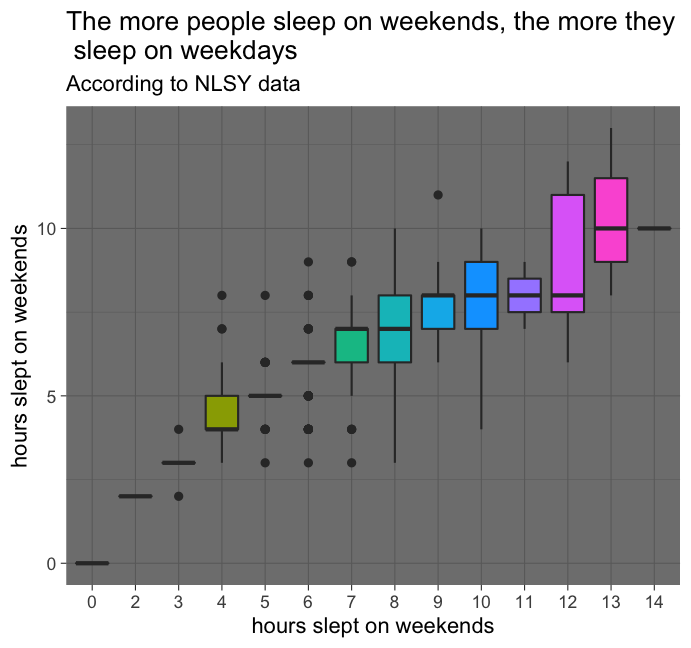 The more people sleep on weekends, the more they
sleep on weekdays
According to NLSY data
hours slept on weekends
10
5
0
0 2 3 4 5 6 7 8 9 10 11 12 13 14
hours slept on weekends